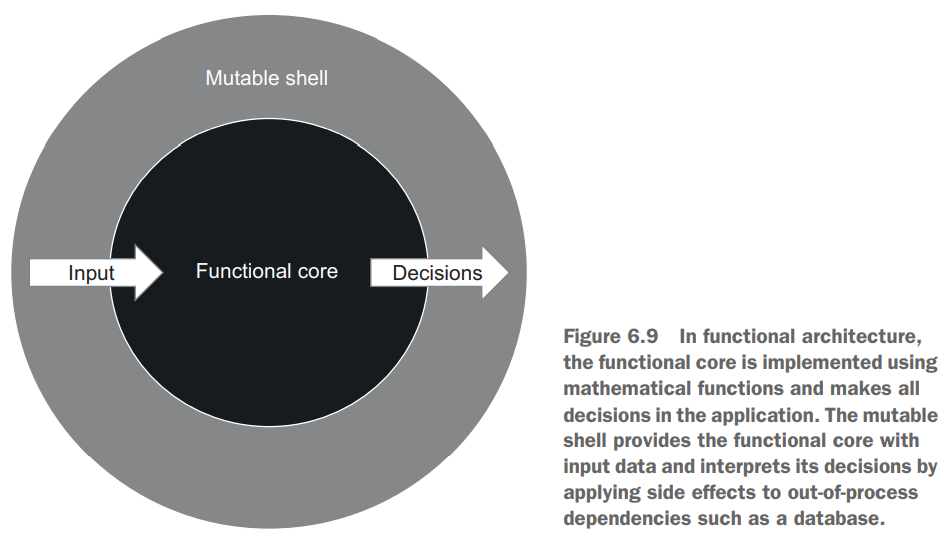 Mutable shell
Input
Functional core
Decisions
Figure 6.9 In functional architecture,
the functional core is implemented using
mathematical functions and makes all
decisions in the application. The mutable
shell provides the functional core with
input data and interprets its decisions by
applying side effects to out-of-process
dependencies such as a database.